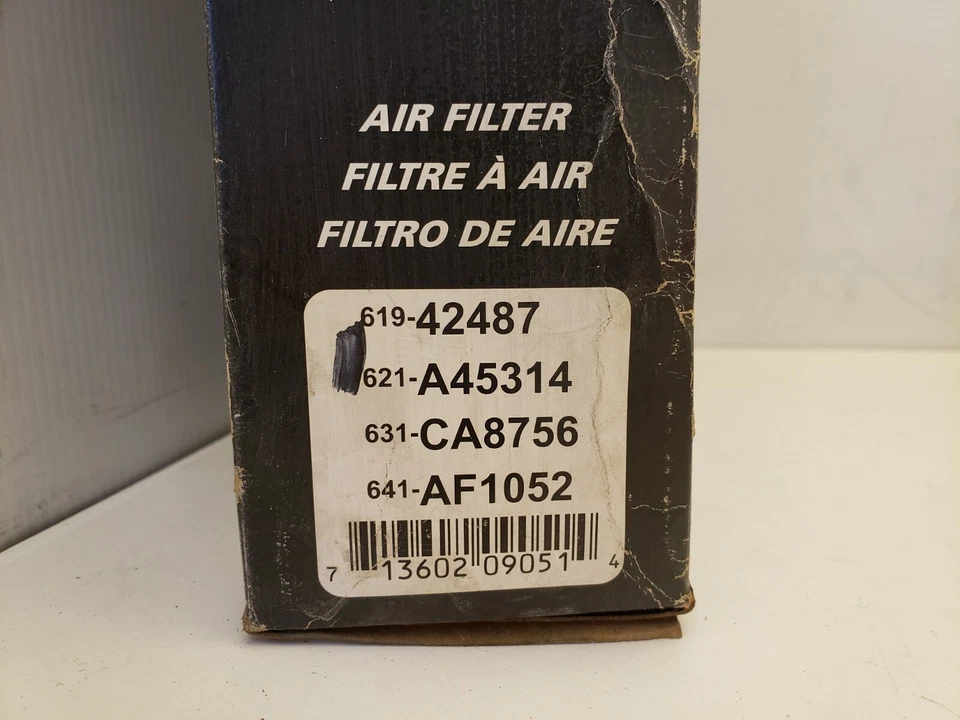 AIR FILTER
FILTRE À AIR
FILTRO DE AIRE
619-42487
621-A45314
631-CA8756
641-AF1052
7 13602 09051 4